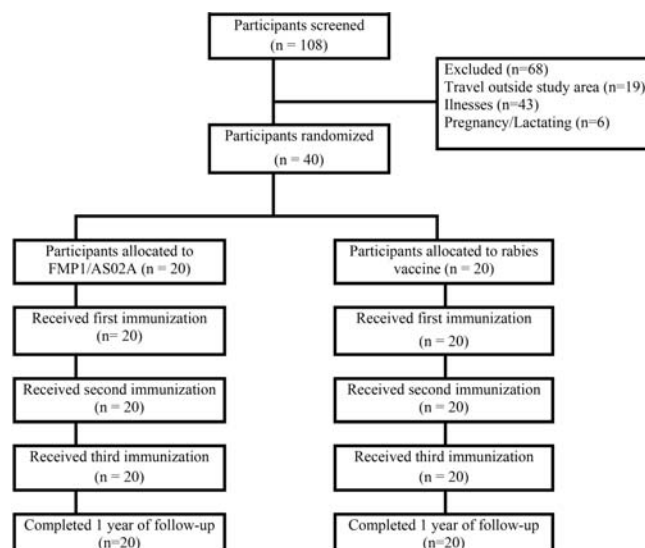 Participants screened
(n = 108)
Excluded (n=68)
Travel outside study area (n=19)
Ilnesses (n=43)
Pregnancy/Lactating (n=6)
Participants randomized
(n = 40)
Participants allocated to
FMP1/AS02A (n = 20)
Participants allocated to rabies
vaccine (n = 20)
Received first immunization
(n= 20)
Received first immunization
(n = 20)
Received second immunization
(n = 20)
Received second immunization
(n = 20)
Received third immunization
(n = 20)
Received third immunization
(n = 20)
Completed 1 year of follow-up
(n=20)
Completed 1 year of follow-up
(n=20)